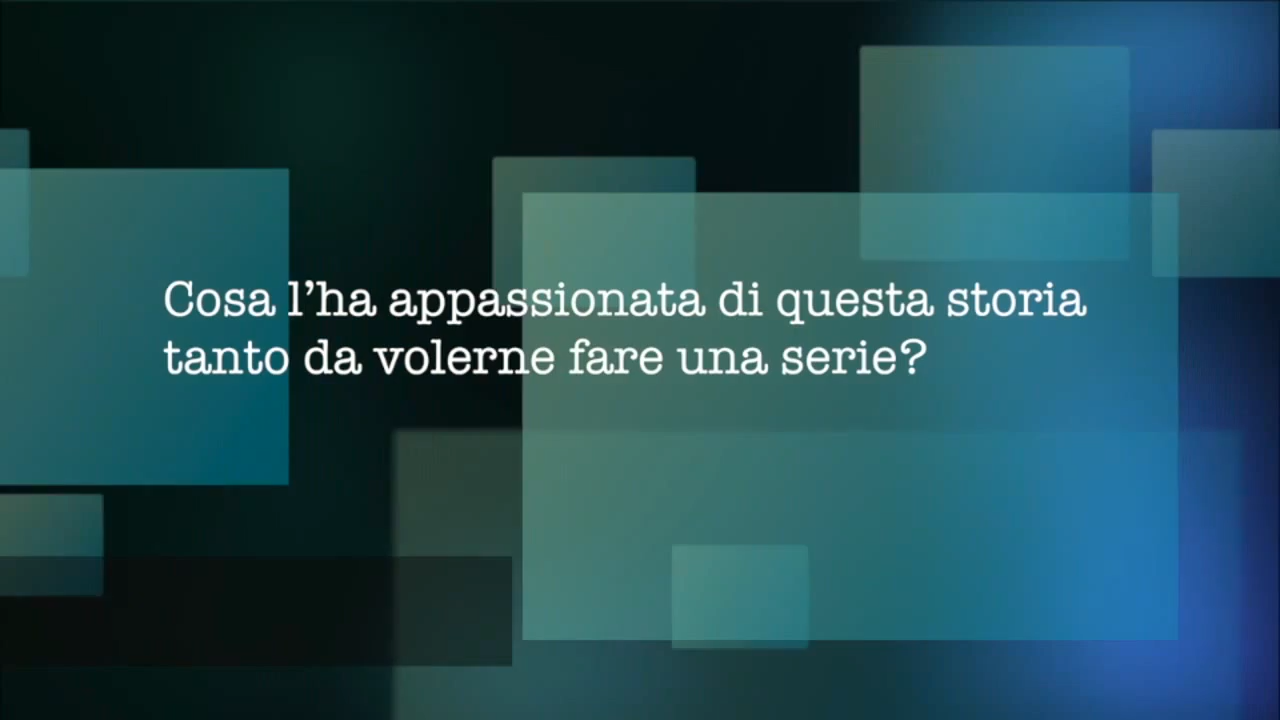 Cosa l’ha appassionata di questa storia
tanto da volerne fare una serie?